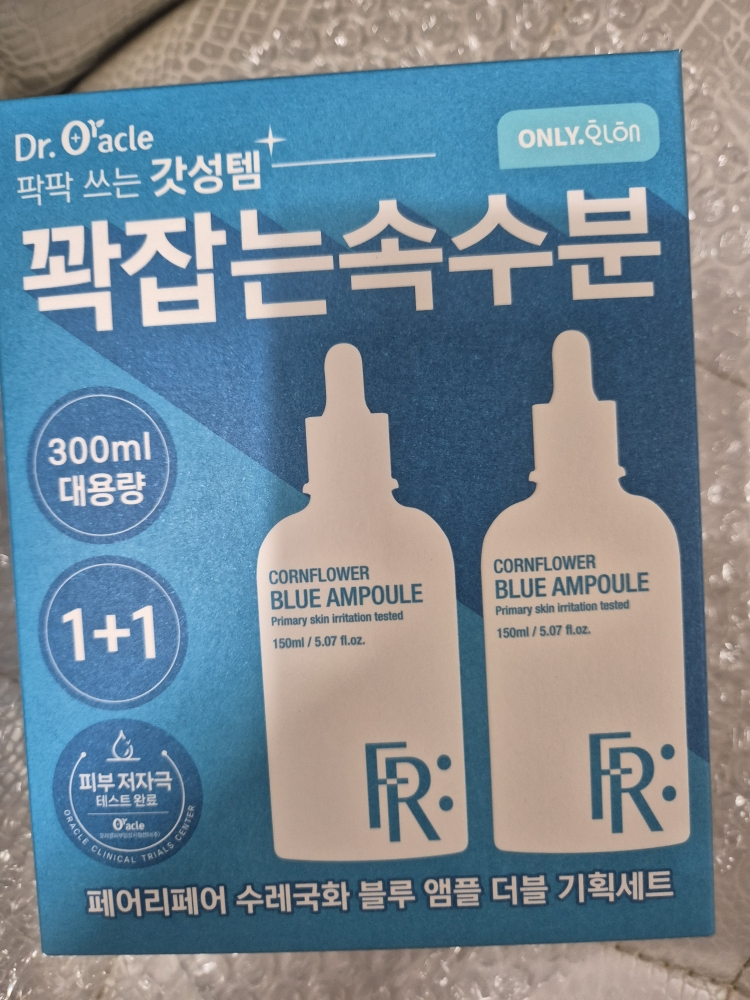 Dr. Oracle
ONLY.Qlōn
팍팍 쓰는 갓성템
꽉잡는속수분
300ml
대용량
1+1
피부 저자극
테스트 완료
Oracle
ORACLE CLINICAL TRIALS CENTER
CORNFLOWER
BLUE AMPOULE
Primary skin irritation tested
150ml / 5.07 fl.oz.
FR:
CORNFLOWER
BLUE AMPOULE
Primary skin irritation tested
150ml / 5.07 fl.oz.
FR:
페어리페어 수레국화 블루 앰플 더블 기획세트